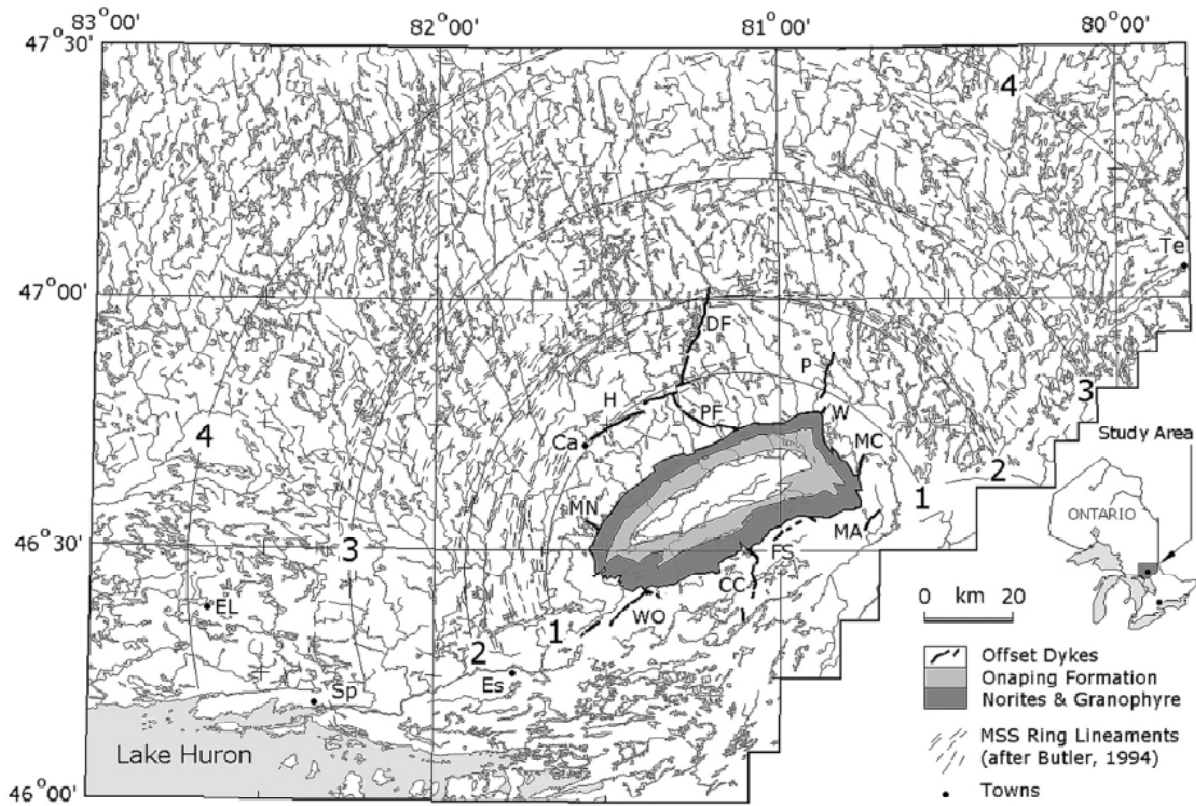 83°00'
82°00'
81°00'
80°00'
47°30'
4
Te
47°00'
DF
P
3
H
PF
W
Study Area
4
Ca
MC
2
1
ONTARIO
MN
MA
46°30'
3
FS
0 km 20
EL
CC
WO
1
Offset Dykes
2
Onaping Formation
Es
Norites & Granophyre
Sp
MSS Ring Lineaments
(after Butler, 1994)
Lake Huron
Towns
46°00'